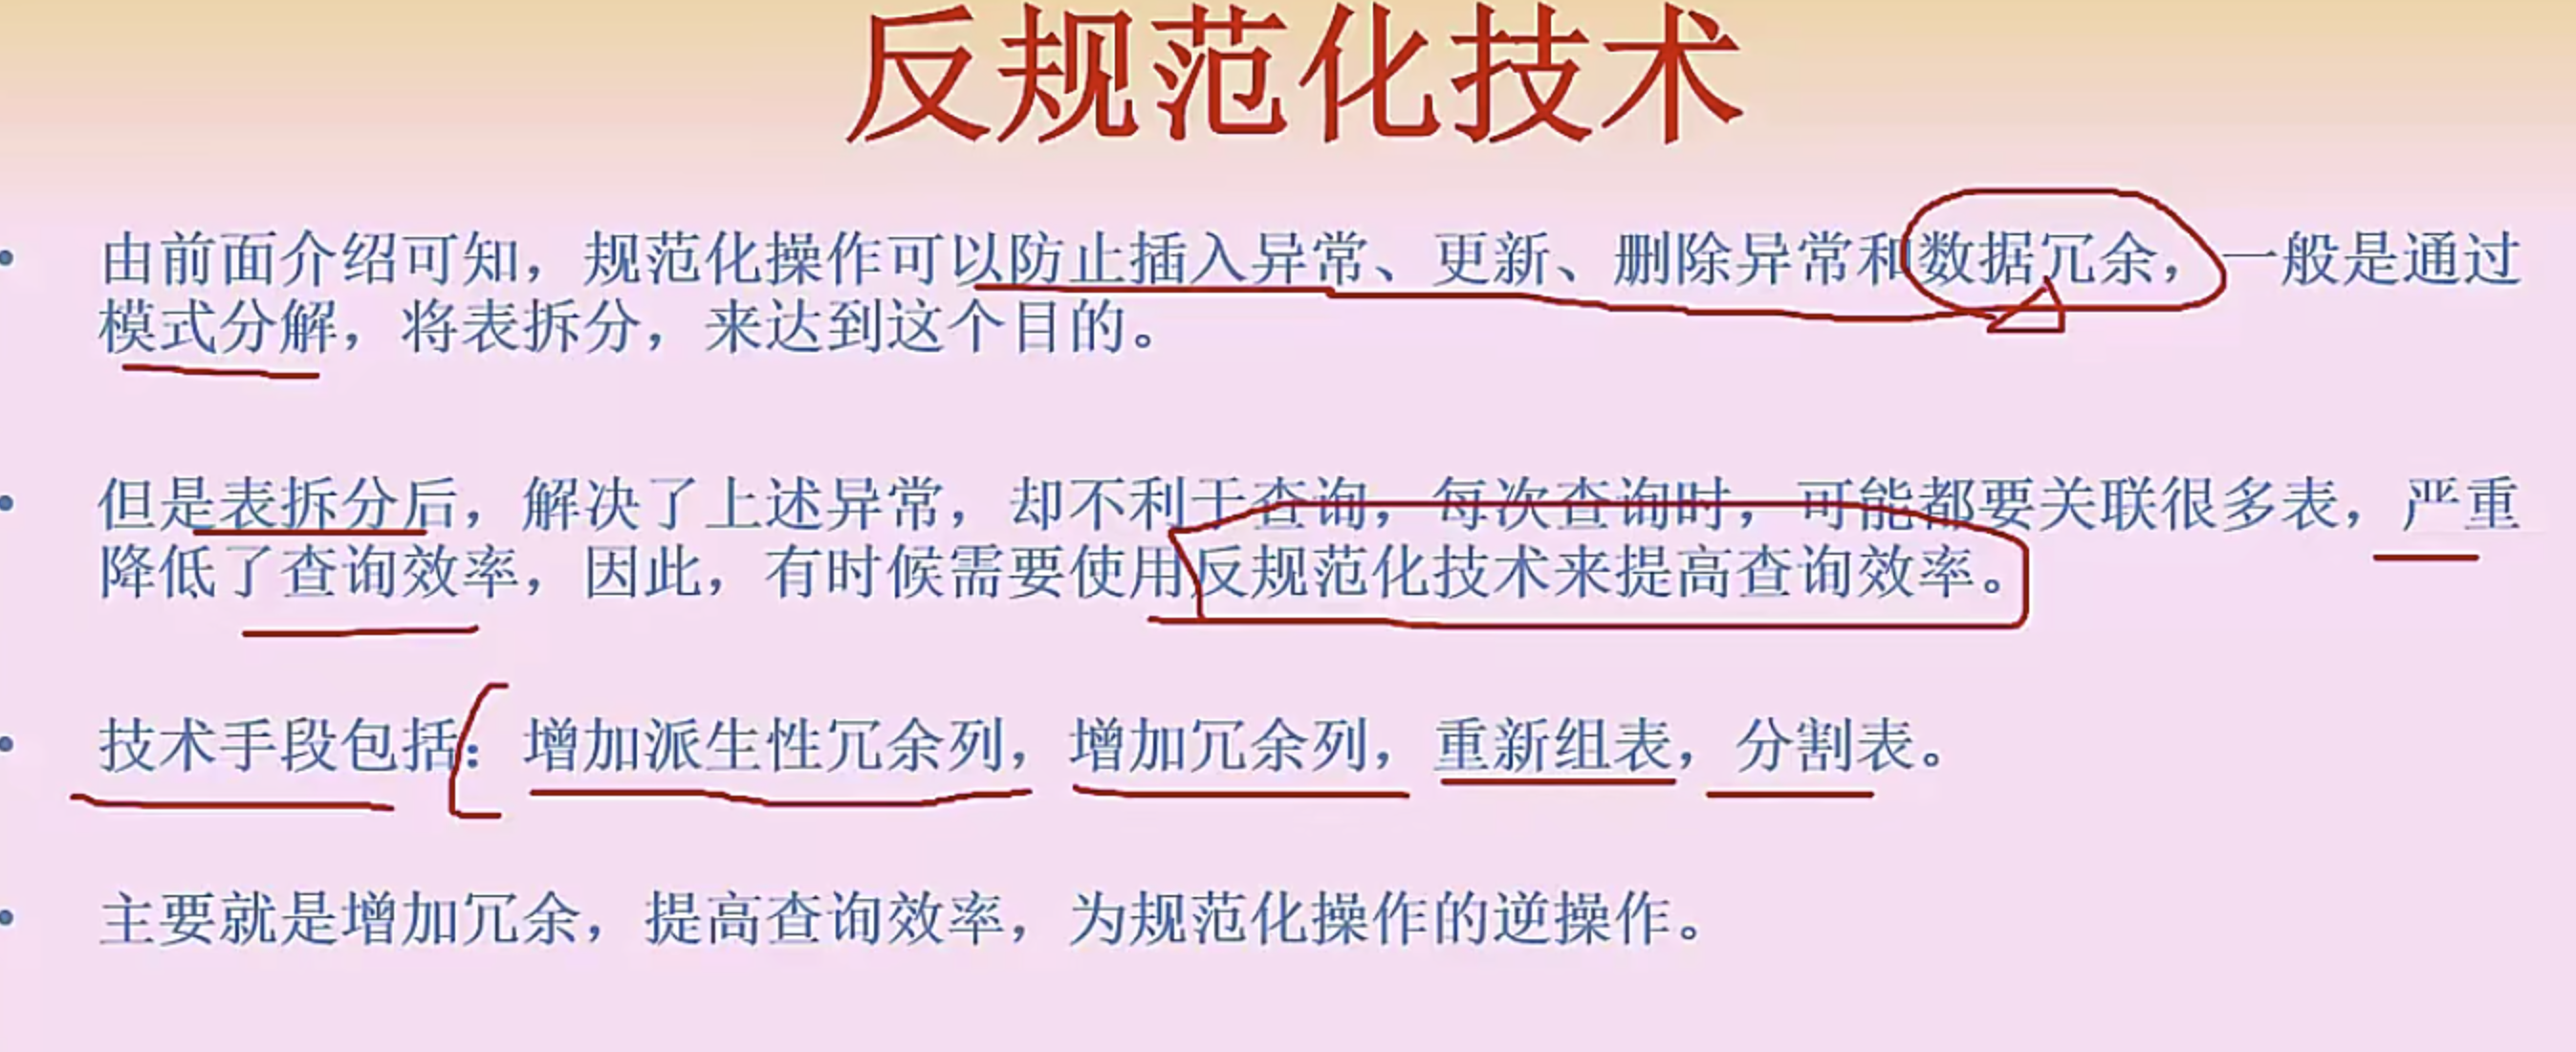 反规范化技术
• 由前面介绍可知，规范化操作可以防止插入异常、更新、删除异常和数据冗余，一般是通过
模式分解，将表拆分，来达到这个目的。
• 但是表拆分后，解决了上述异常，却不利于查询，每次查询时，可能都要关联很多表，严重
降低了查询效率，因此，有时候需要使用反规范化技术来提高查询效率。
• 技术手段包括：增加派生性冗余列，增加冗余列，重新组表，分割表。
• 主要就是增加冗余，提高查询效率，为规范化操作的逆操作。